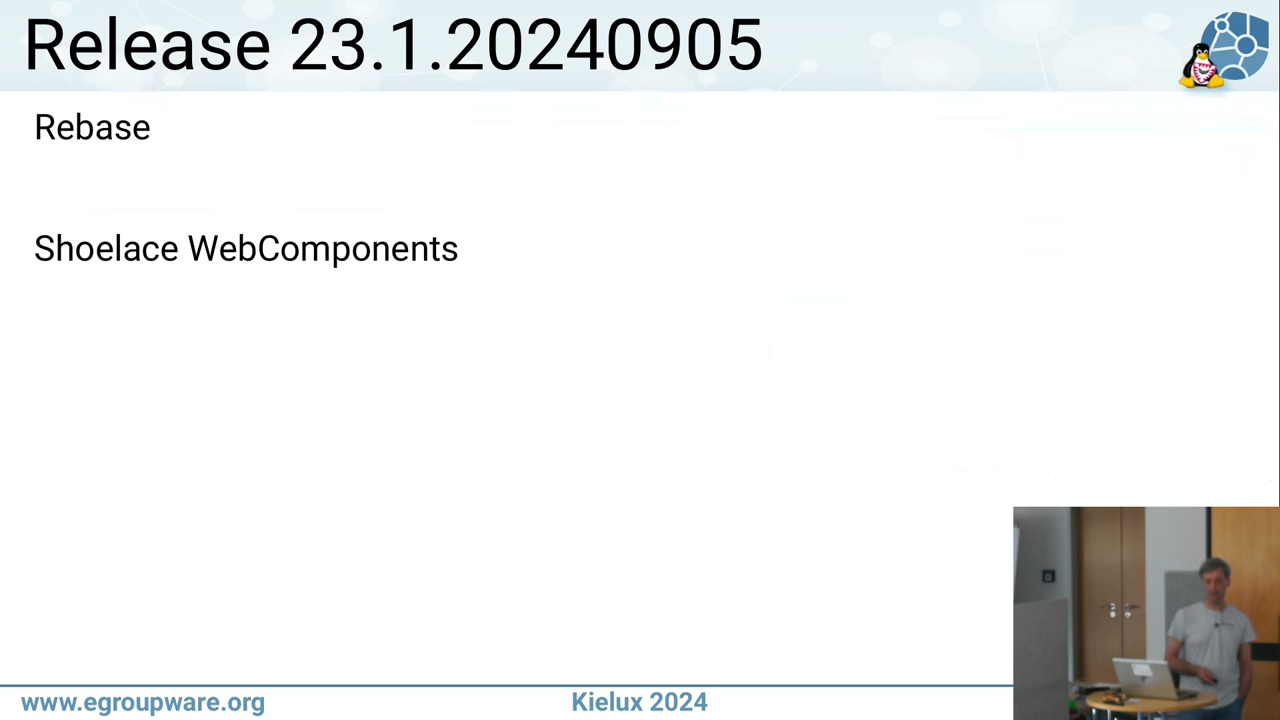 Release 23.1.20240905
Rebase
Shoelace WebComponents
www.egroupware.org
Kielux 2024